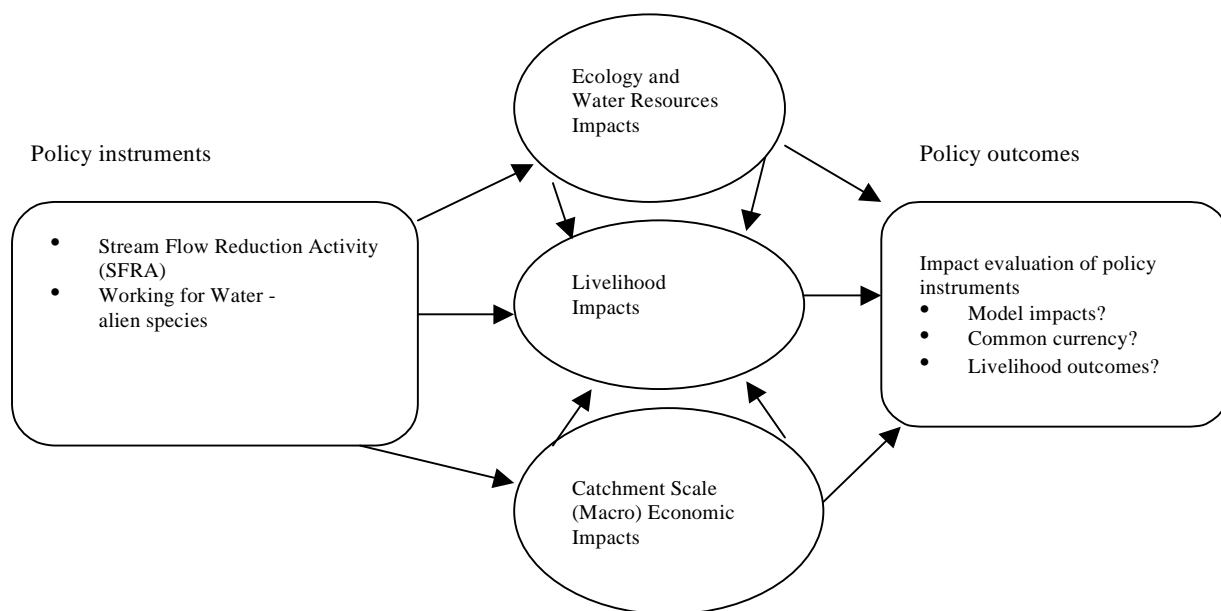 Policy instruments
• Stream Flow Reduction Activity
(SFRA)
• Working for Water -
alien species
Ecology and
Water Resources
Impacts
Livelihood
Impacts
Catchment Scale
(Macro) Economic
Impacts
Policy outcomes
Impact evaluation of policy
instruments
• Model impacts?
• Common currency?
• Livelihood outcomes?